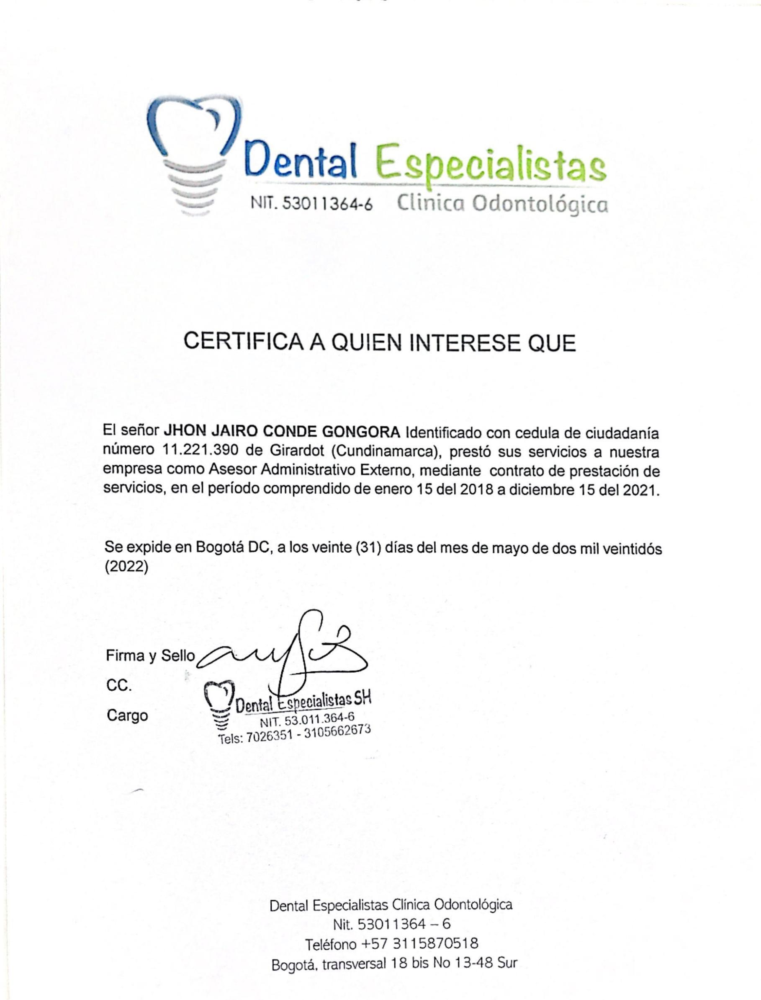 Dental Especialistas
NIT. 53011364-6 Clinica Odontológica
CERTIFICA A QUIEN INTERESE QUE
El señor JHON JAIRO CONDE GONGORA Identificado con cedula de ciudadanía
número 11.221.390 de Girardot (Cundinamarca), prestó sus servicios a nuestra
empresa como Asesor Administrativo Externo, mediante contrato de prestación de
servicios, en el período comprendido de enero 15 del 2018 a diciembre 15 del 2021.
Se expide en Bogotá DC, a los veinte (31) días del mes de mayo de dos mil veintidós
(2022)
Firma y Sello
CC.
Cargo
Dental Especialistas SH
NIT. 53.011.364-6
Tels: 7026351 - 3105662673
Dental Especialistas Clínica Odontológica
Nit. 53011364 – 6
Teléfono +57 3115870518
Bogotá, transversal 18 bis No 13-48 Sur